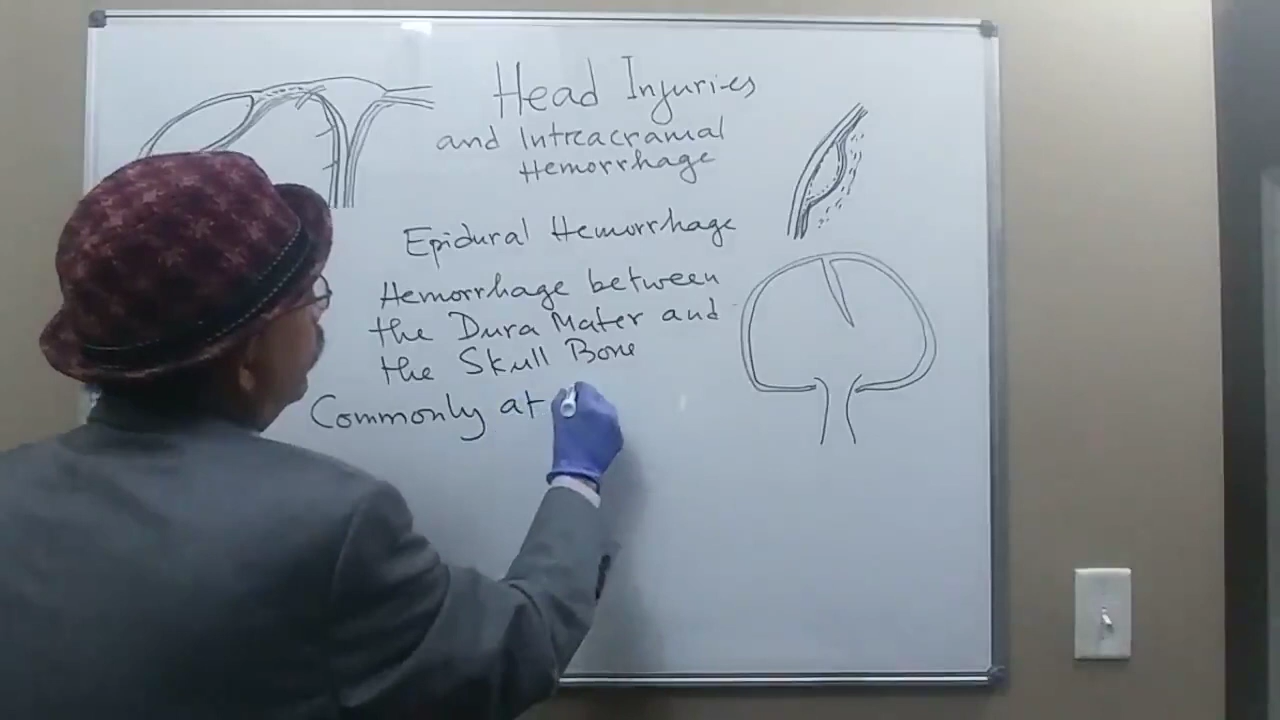 Head Injuries
and Intracranial
Hemorrhage
Epidural Hemorrhage
Hemorrhage between
the Dura Mater and
the Skull Bone
Commonly at